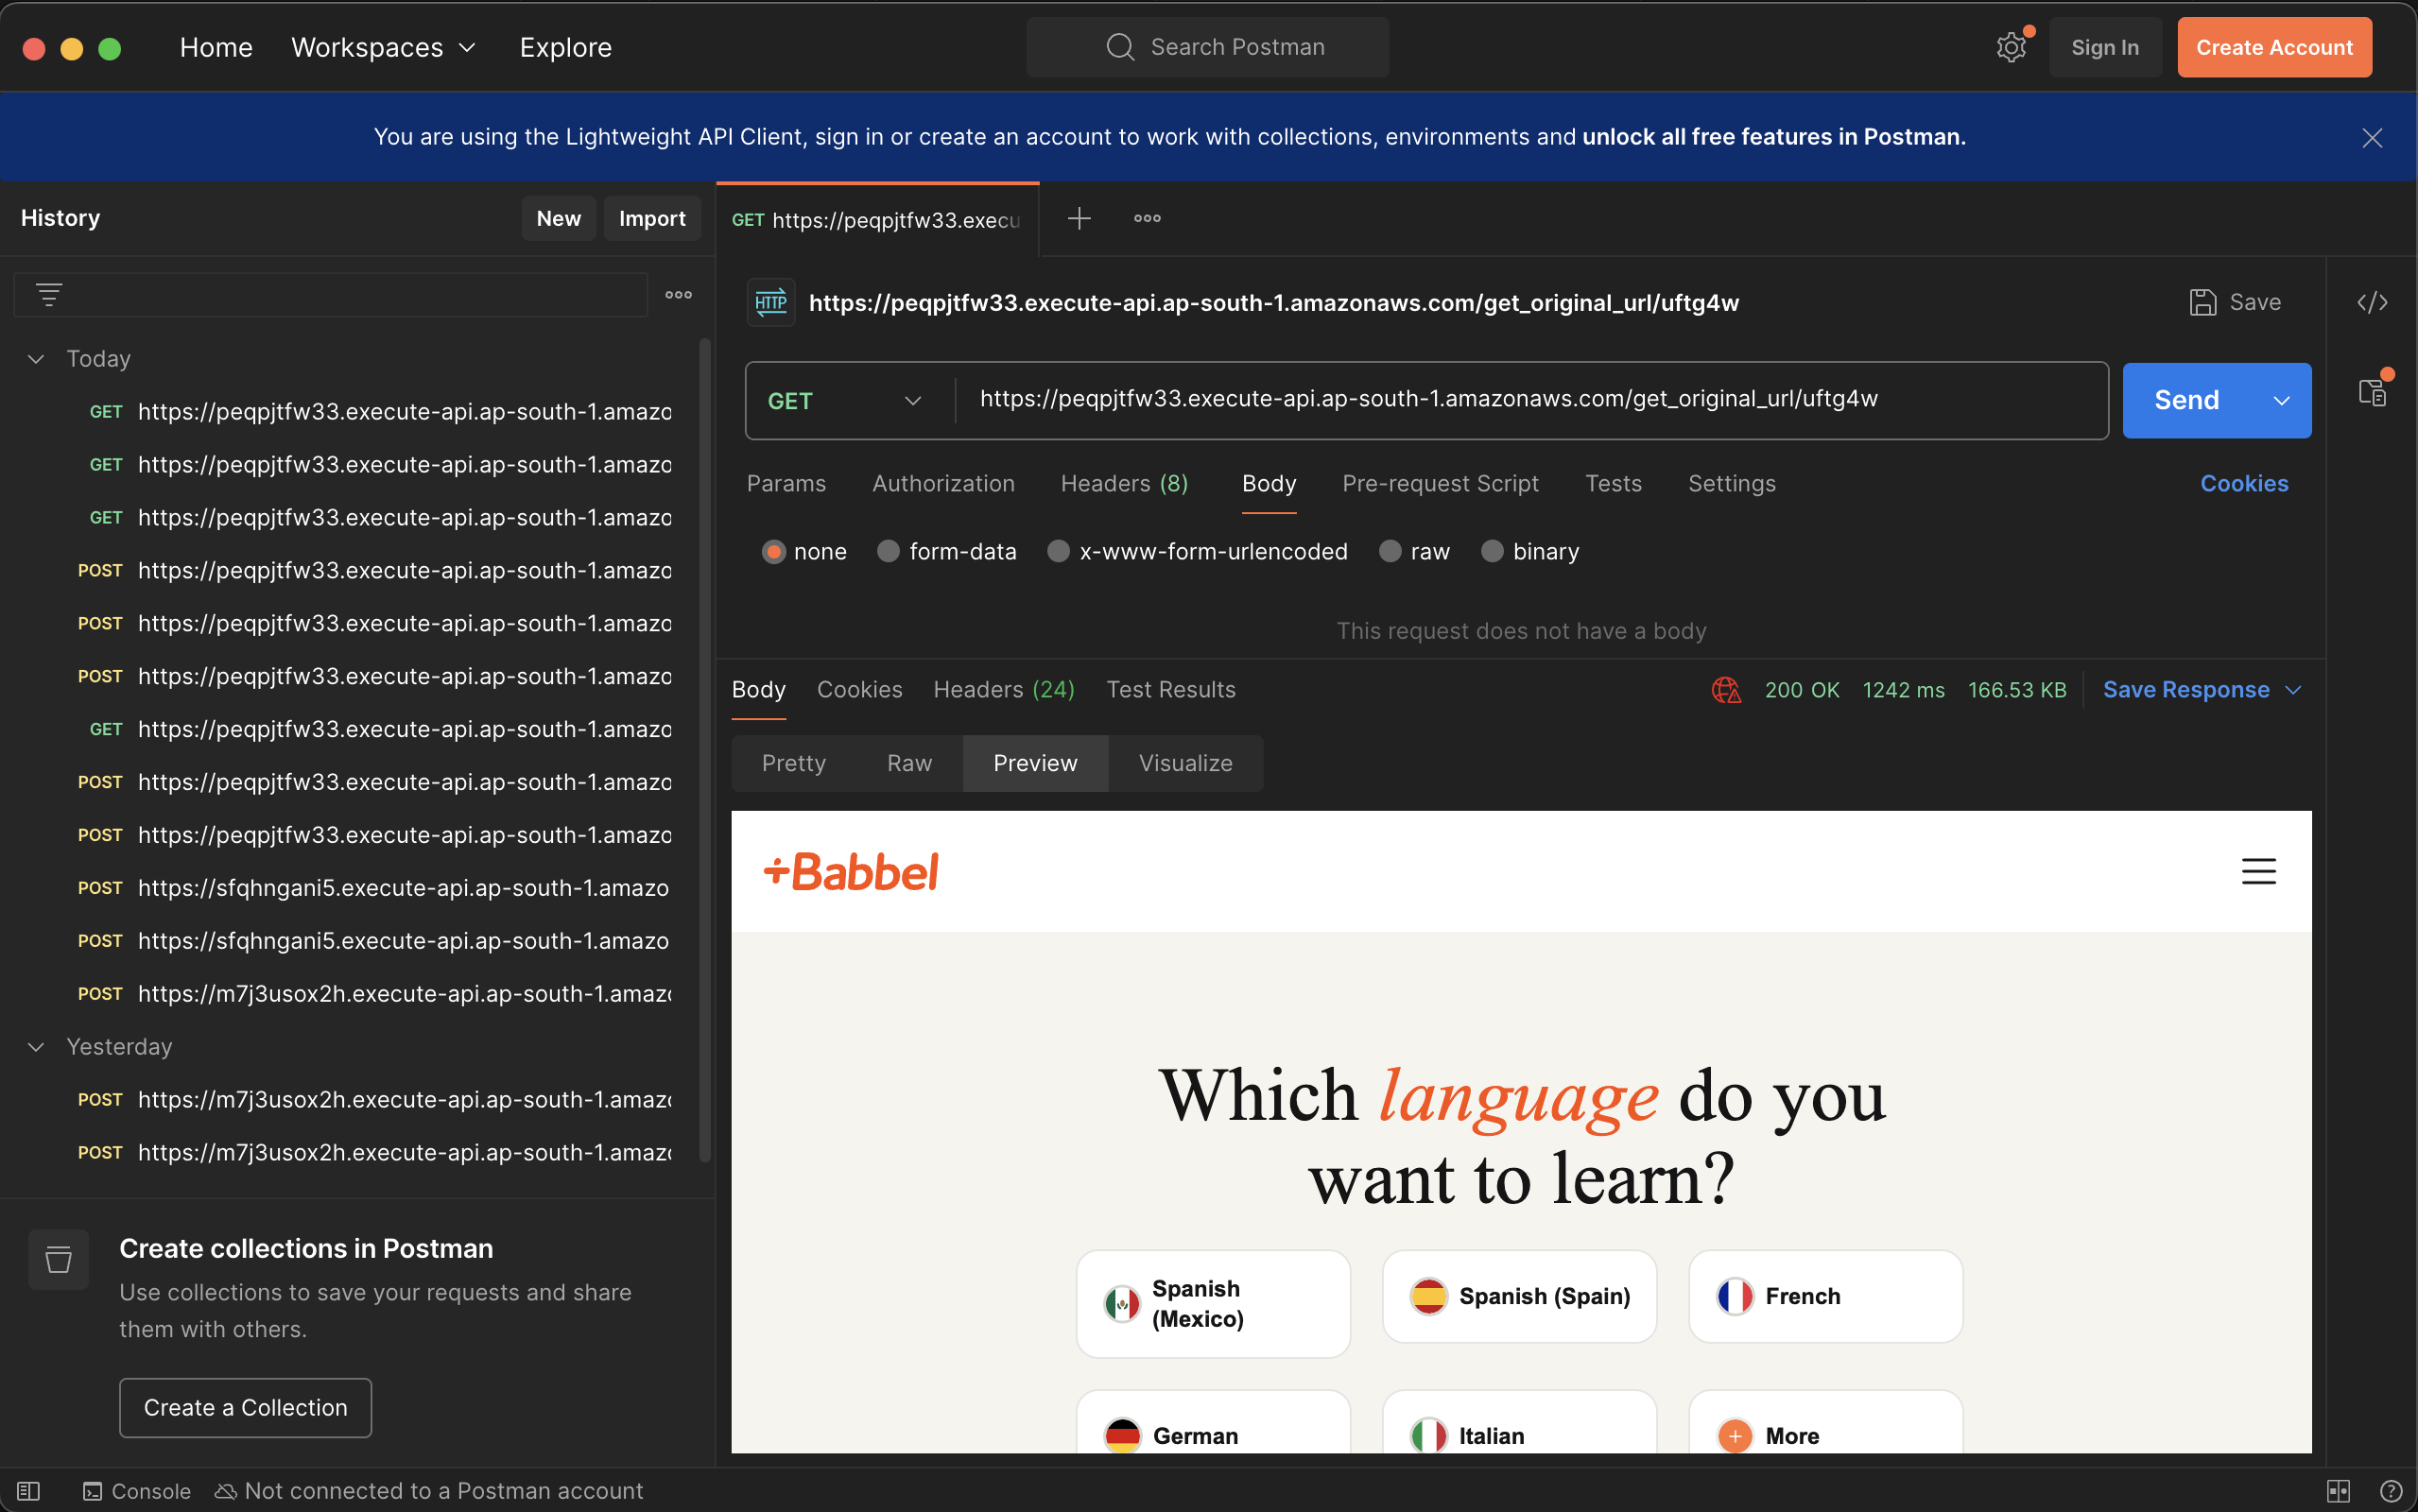 Home Workspaces Explore
Search Postman
Sign In
Create Account
You are using the Lightweight API Client, sign in or create an account to work with collections, environments and unlock all free features in Postman.
History
New Import
GET https://peqpjtfw33.execu
https://peqpjtfw33.execute-api.ap-south-1.amazonaws.com/get_original_url/uftg4w
Save
HTTP
GET
https://peqpjtfw33.execute-api.ap-south-1.amazonaws.com/get_original_url/uftg4w
Send
Params Authorization Headers (8) Body Pre-request Script Tests Settings
Cookies
none form-data x-www-form-urlencoded raw binary
This request does not have a body
Today
GET https://peqpjtfw33.execute-api.ap-south-1.amazo
GET https://peqpjtfw33.execute-api.ap-south-1.amazo
GET https://peqpjtfw33.execute-api.ap-south-1.amazo
POST https://peqpjtfw33.execute-api.ap-south-1.amazo
POST https://peqpjtfw33.execute-api.ap-south-1.amazo
POST https://peqpjtfw33.execute-api.ap-south-1.amazo
GET https://peqpjtfw33.execute-api.ap-south-1.amazo
POST https://peqpjtfw33.execute-api.ap-south-1.amazo
POST https://peqpjtfw33.execute-api.ap-south-1.amazo
POST https://sfqhngani5.execute-api.ap-south-1.amazo
POST https://sfqhngani5.execute-api.ap-south-1.amazo
POST https://m7j3usox2h.execute-api.ap-south-1.amazo
Yesterday
POST https://m7j3usox2h.execute-api.ap-south-1.amazo
POST https://m7j3usox2h.execute-api.ap-south-1.amazo
Create collections in Postman
Use collections to save your requests and share
them with others.
Create a Collection
Body Cookies Headers (24) Test Results
200 OK 1242 ms 166.53 KB
Save Response
Pretty Raw Preview Visualize
+Babbel
Which language do you
want to learn?
Spanish
(Mexico)
Spanish (Spain)
French
German
Italian
More
Console
Not connected to a Postman account